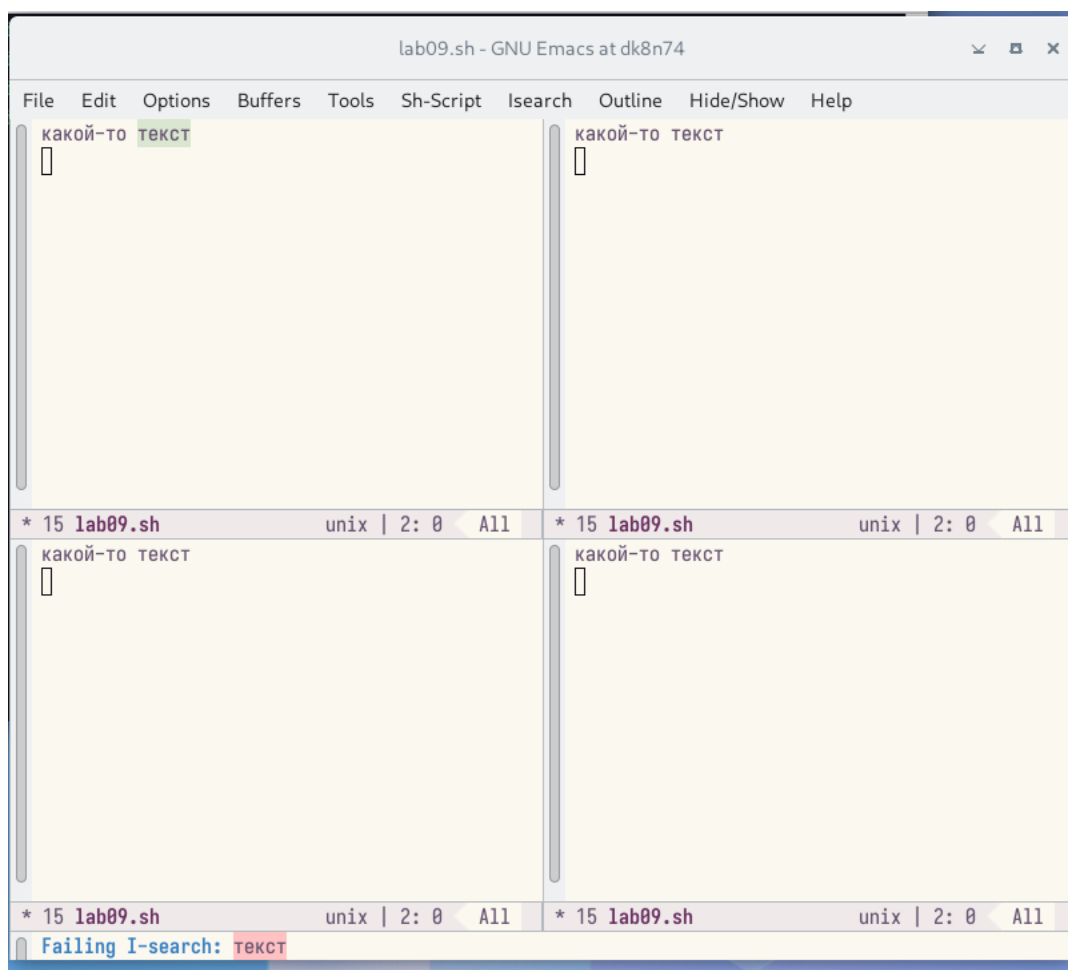 lab09.sh - GNU Emacs at dk8n74
File Edit Options Buffers Tools Sh-Script Isearch Outline Hide/Show Help
какой-то текст
какой-то текст
* 15 lab09.sh unix | 2: 0 All
* 15 lab09.sh unix | 2: 0 All
какой-то текст
какой-то текст
* 15 lab09.sh unix | 2: 0 All
* 15 lab09.sh unix | 2: 0 All
Failing I-search: текст